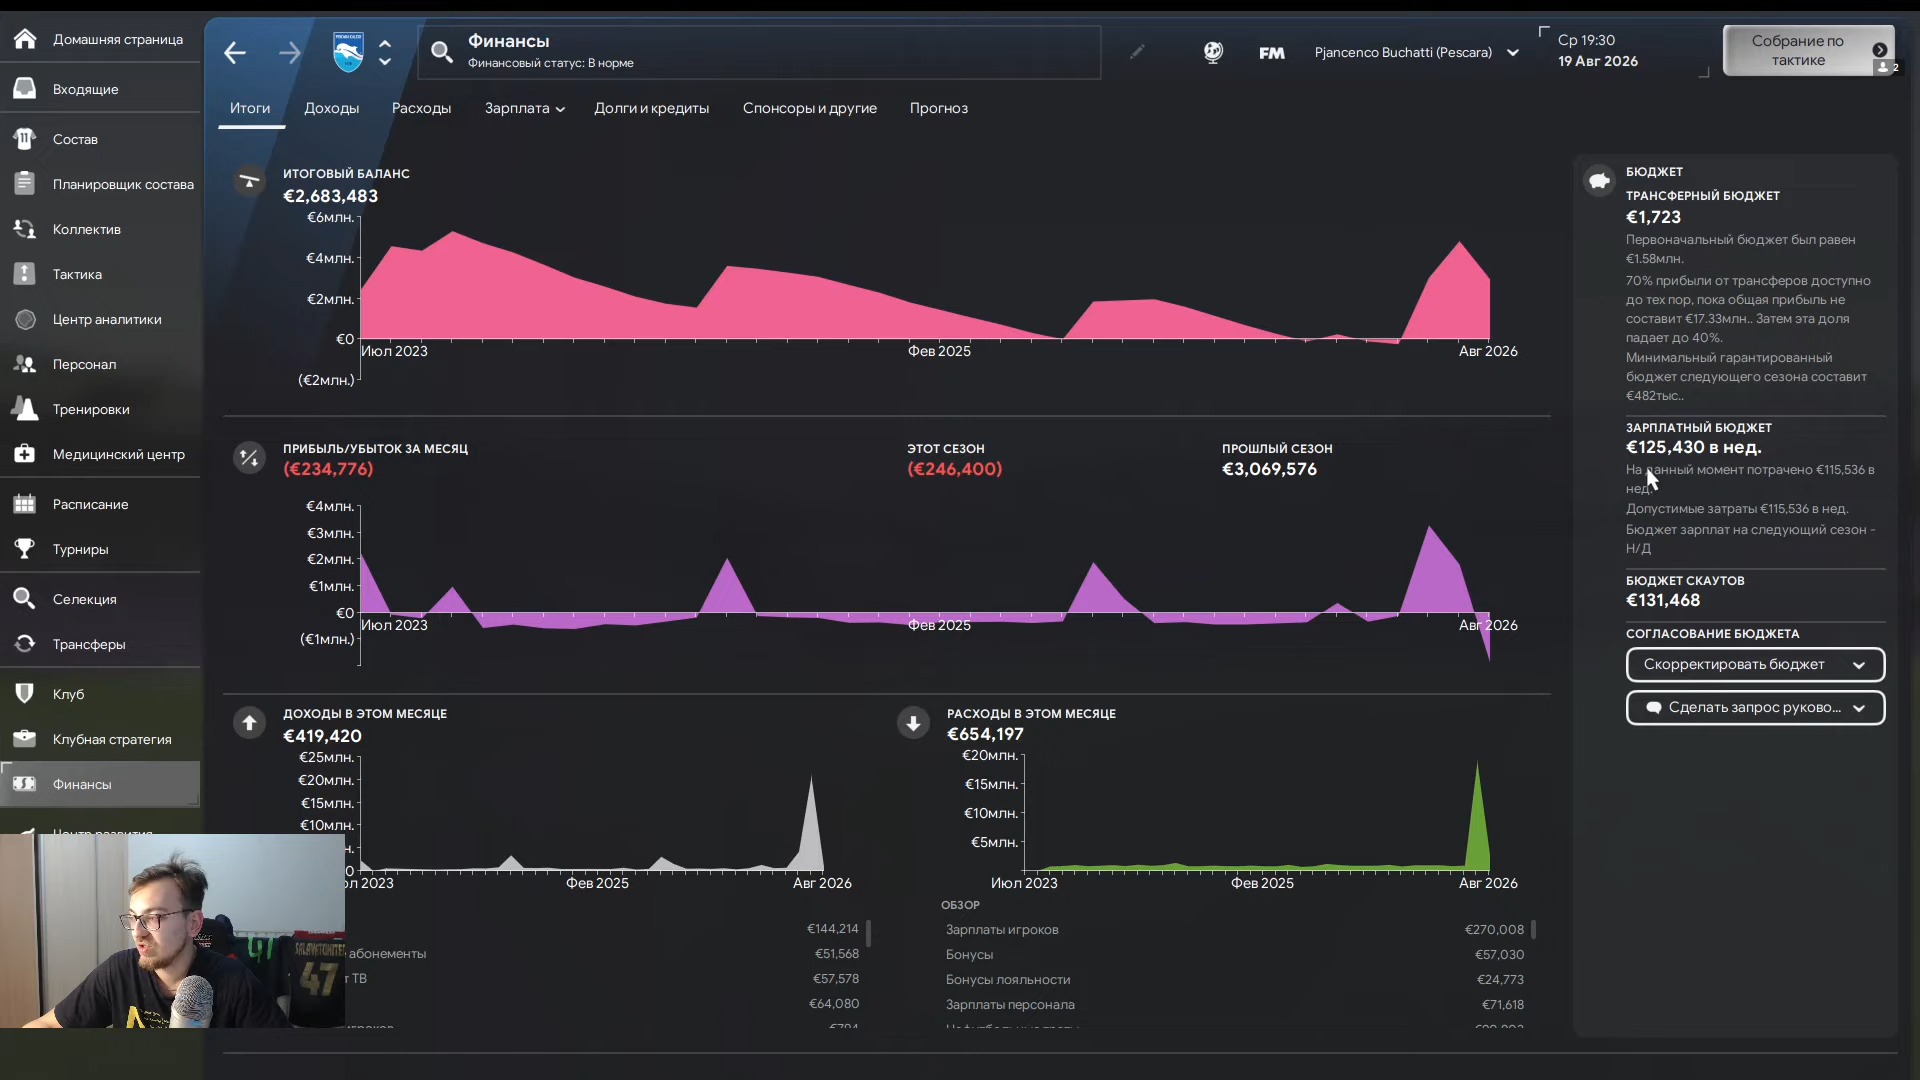 Домашняя страница
Входящие
Состав
Планировщик состава
Коллектив
Тактика
Центр аналитики
Персонал
Тренировки
Медицинский центр
Расписание
Турниры
Селекция
Трансферы
Клуб
Клубная стратегия
Финансы
Финансы
Финансовый статус: В норме
FM
Pjancenco Buchatti (Pescara)
Ср 19:30
19 Авг 2026
Собрание по
тактике
2
Итоги
Доходы
Расходы
Зарплата
Долги и кредиты
Спонсоры и другие
Прогноз
ИТОГОВЫЙ БАЛАНС
€2,683,483
€6млн.
€4млн.
€2млн.
€0
(€2млн.)
Июл 2023
Фев 2025
Авг 2026
ПРИБЫЛЬ/УБЫТОК ЗА МЕСЯЦ
(€234,776)
ЭТОТ СЕЗОН
(€246,400)
ПРОШЛЫЙ СЕЗОН
€3,069,576
€4млн.
€3млн.
€2млн.
€1млн.
€0
(€1млн.)
Июл 2023
Фев 2025
Авг 2026
ДОХОДЫ В ЭТОМ МЕСЯЦЕ
€419,420
€25млн.
€20млн.
€15млн.
€10млн.
Фев 2025
Авг 2026
€144,214
абонементы
€51,568
ТВ
€57,578
€64,080
РАСХОДЫ В ЭТОМ МЕСЯЦЕ
€654,197
€20млн.
€15млн.
€10млн.
€5млн.
Июл 2023
Фев 2025
Авг 2026
ОБЗОР
Зарплаты игроков
€270,008
Бонусы
€57,030
Бонусы лояльности
€24,773
Зарплаты персонала
€71,618
БЮДЖЕТ
ТРАНСФЕРНЫЙ БЮДЖЕТ
€1,723
Первоначальный бюджет был равен
€1.58млн.
70% прибыли от трансферов доступно
до тех пор, пока общая прибыль не
составит €17.33млн.. Затем эта доля
падает до 40%.
Минимальный гарантированный
бюджет следующего сезона составит
€482тыс..
ЗАРПЛАТНЫЙ БЮДЖЕТ
€125,430 в нед.
На данный момент потрачено €115,536 в
нед.
Допустимые затраты €115,536 в нед.
Бюджет зарплат на следующий сезон -
Н/Д
БЮДЖЕТ СКАУТОВ
€131,468
СОГЛАСОВАНИЕ БЮДЖЕТА
Скорректировать бюджет
Сделать запрос руково...
47